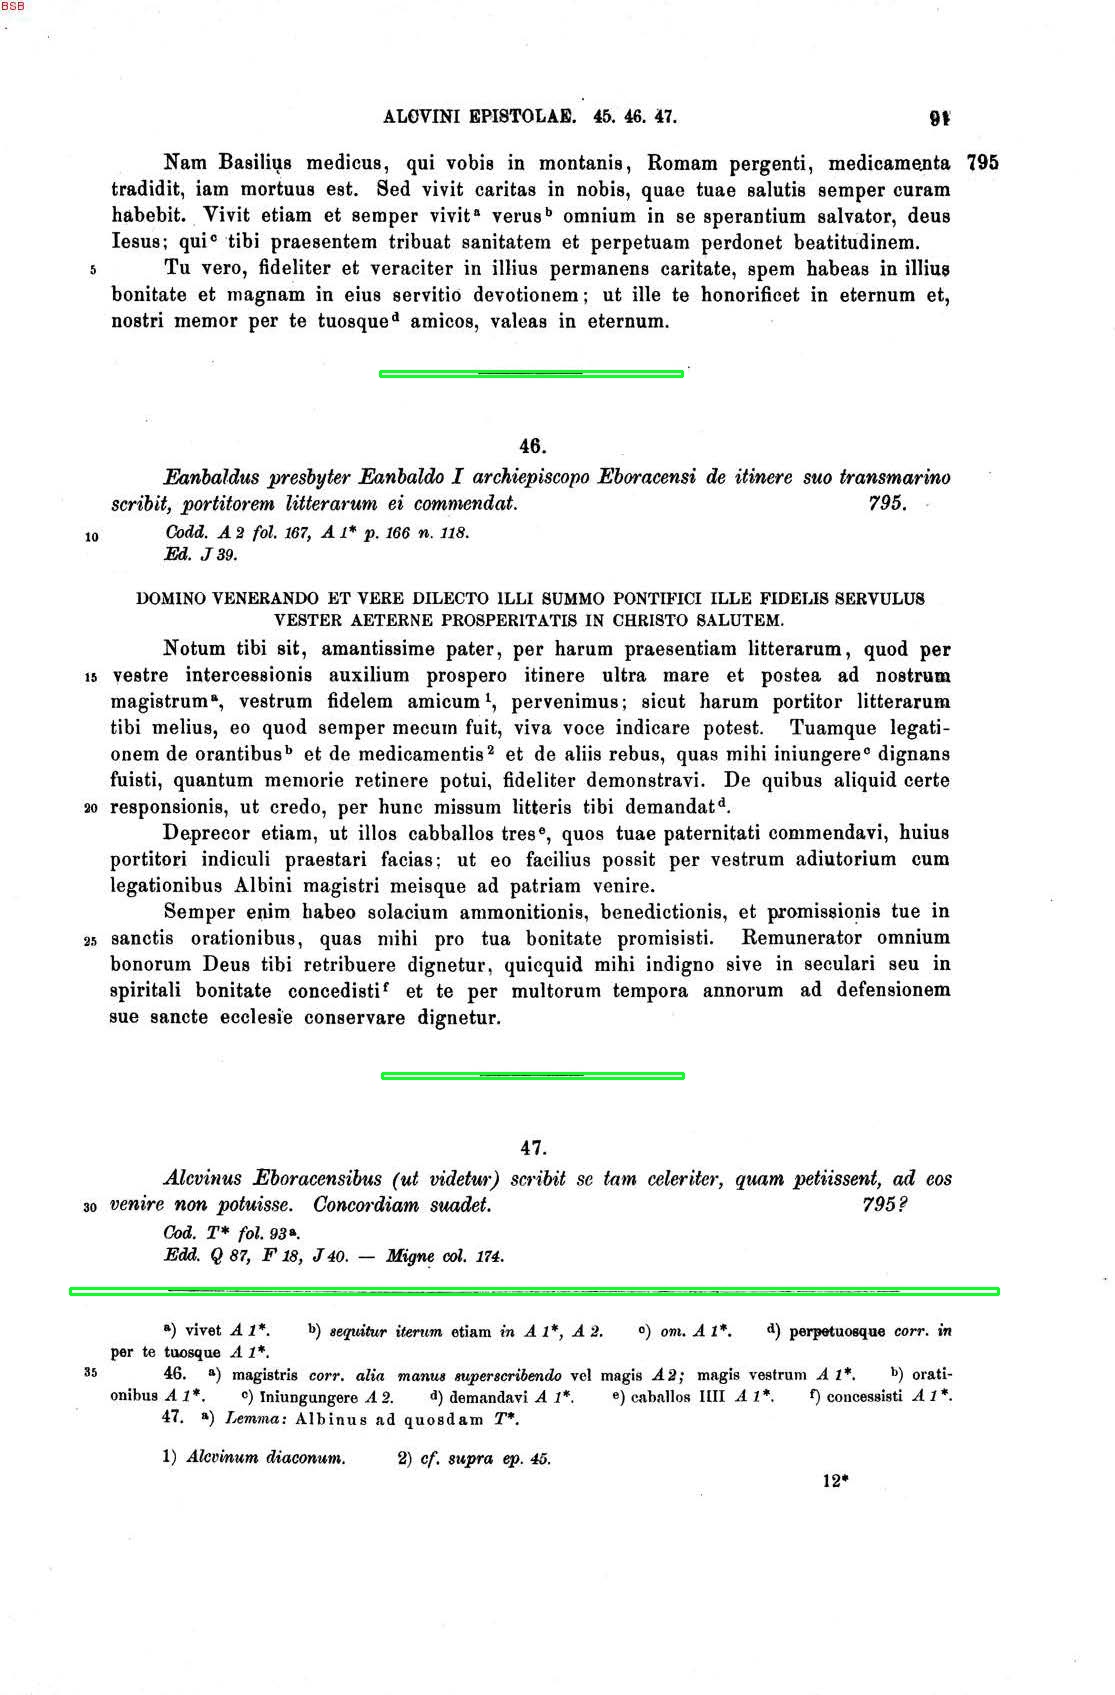 BSB
ALCVINI EPISTOLAE. 45. 46. 47. 91
Nam Basilius medicus, qui vobis in montanis, Romam pergenti, medicamenta 795
tradidit, iam mortuus est. Sed vivit caritas in nobis, quae tuae salutis semper curam
habebit. Vivit etiam et semper vivitᵃ verusᵇ omnium in se sperantium salvator, deus
Iesus; quiᶜ tibi praesentem tribuat sanitatem et perpetuam perdonet beatitudinem.
5 Tu vero, fideliter et veraciter in illius permanens caritate, spem habeas in illius
bonitate et magnam in eius servitio devotionem; ut ille te honorificet in eternum et,
nostri memor per te tuosqueᵈ amicos, valeas in eternum.
46.
Eanbaldus presbyter Eanbaldo I archiepiscopo Eboracensi de itinere suo transmarino
scribit, portitorem litterarum ei commendat. 795.
10 Codd. A 2 fol. 167, A 1* p. 166 n. 118.
Ed. J 39.
DOMINO VENERANDO ET VERE DILECTO ILLI SUMMO PONTIFICI ILLE FIDELIS SERVULUS
VESTER AETERNE PROSPERITATIS IN CHRISTO SALUTEM.
Notum tibi sit, amantissime pater, per harum praesentiam litterarum, quod per
15 vestre intercessionis auxilium prospero itinere ultra mare et postea ad nostrum
magistrumᵃ, vestrum fidelem amicum¹, pervenimus; sicut harum portitor litterarum
tibi melius, eo quod semper mecum fuit, viva voce indicare potest. Tuamque legati-
onem de orantibusᵇ et de medicamentis² et de aliis rebus, quas mihi iniungereᶜ dignans
fuisti, quantum memorie retinere potui, fideliter demonstravi. De quibus aliquid certe
20 responsionis, ut credo, per hunc missum litteris tibi demandatᵈ.
Deprecor etiam, ut illos cabballos tresᵉ, quos tuae paternitati commendavi, huius
portitori indiculi praestari facias; ut eo facilius possit per vestrum adiutorium cum
legationibus Albini magistri meisque ad patriam venire.
Semper enim habeo solacium ammonitionis, benedictionis, et promissionis tue in
25 sanctis orationibus, quas mihi pro tua bonitate promisisti. Remunerator omnium
bonorum Deus tibi retribuere dignetur, quicquid mihi indigno sive in seculari seu in
spiritali bonitate concedistiᶠ et te per multorum tempora annorum ad defensionem
sue sancte ecclesie conservare dignetur.
47.
Alcvinus Eboracensibus (ut videtur) scribit se tam celeriter, quam petiissent, ad eos
30 venire non potuisse. Concordiam suadet. 795?
Cod. T* fol. 93ᵃ.
Edd. Q 87, F 18, J 40. — Migne col. 174.
ᵃ) vivet A 1*. ᵇ) sequitur iterum etiam in A 1*, A 2. ᶜ) om. A 1*. ᵈ) perpetuosque corr. in
per te tuosque A 1*.
35 46. ᵃ) magistris corr. alia manus superscribendo vel magis A 2; magis vestrum A 1*. ᵇ) orati-
onibus A 1*. ᶜ) Iniungungere A 2. ᵈ) demandavi A 1*. ᵉ) caballos IIII A 1*. ᶠ) concessisti A 1*.
47. ᵃ) Lemma: Albinus ad quosdam T*.
1) Alcvinum diaconum. 2) cf. supra ep. 45.
12*